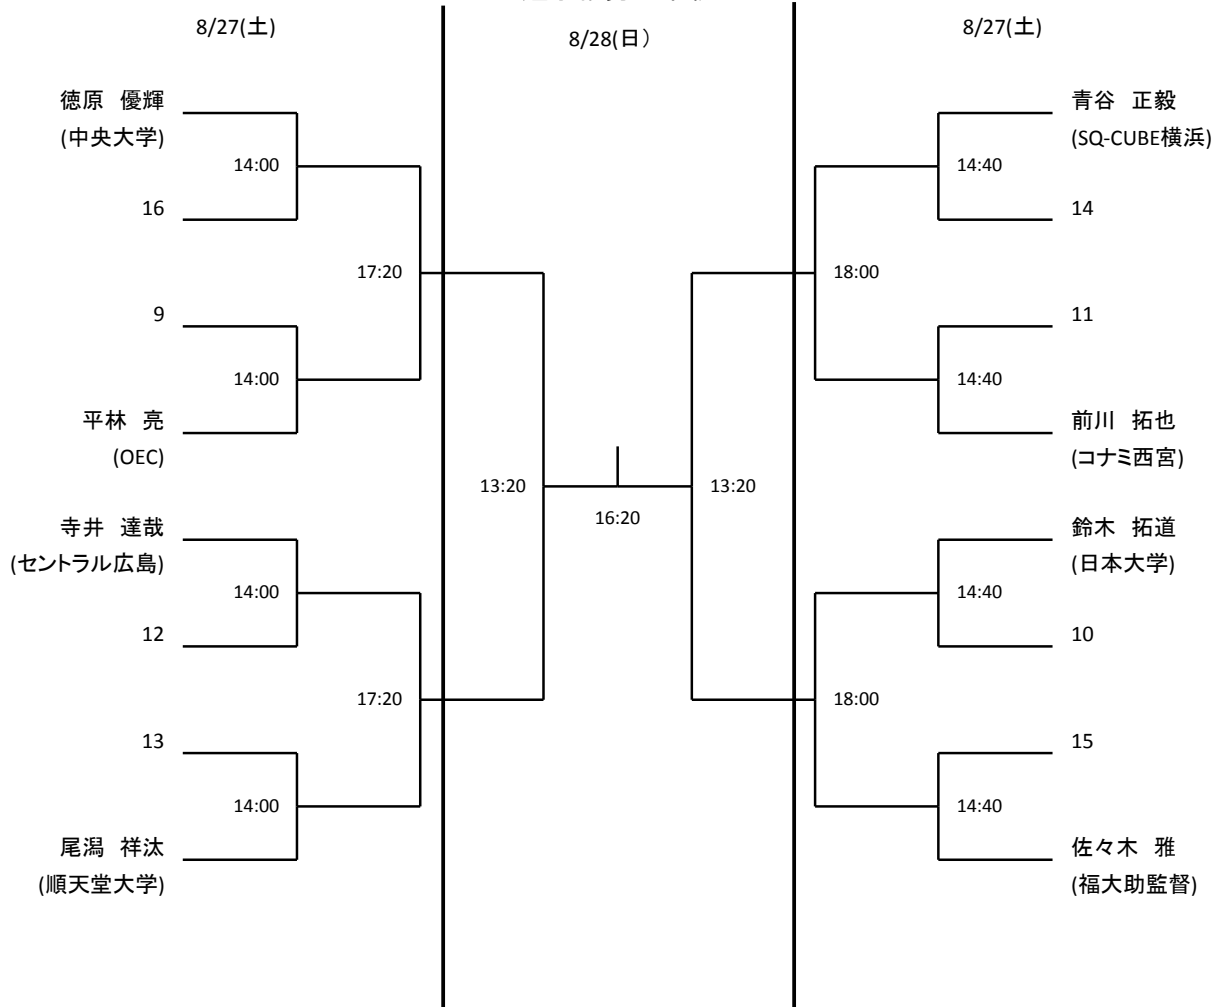 8/27(土)
8/28(日)
8/27(土)
徳原 優輝
(中央大学)
14:00
16
17:20
9
14:00
平林 亮
(OEC)
寺井 達哉
(セントラル広島)
14:00
12
17:20
13
14:00
尾潟 祥汰
(順天堂大学)
13:20
16:20
13:20
青谷 正毅
(SQ-CUBE横浜)
14:40
14
18:00
11
14:40
前川 拓也
(コナミ西宮)
鈴木 拓道
(日本大学)
14:40
10
18:00
15
14:40
佐々木 雅
(福大助監督)